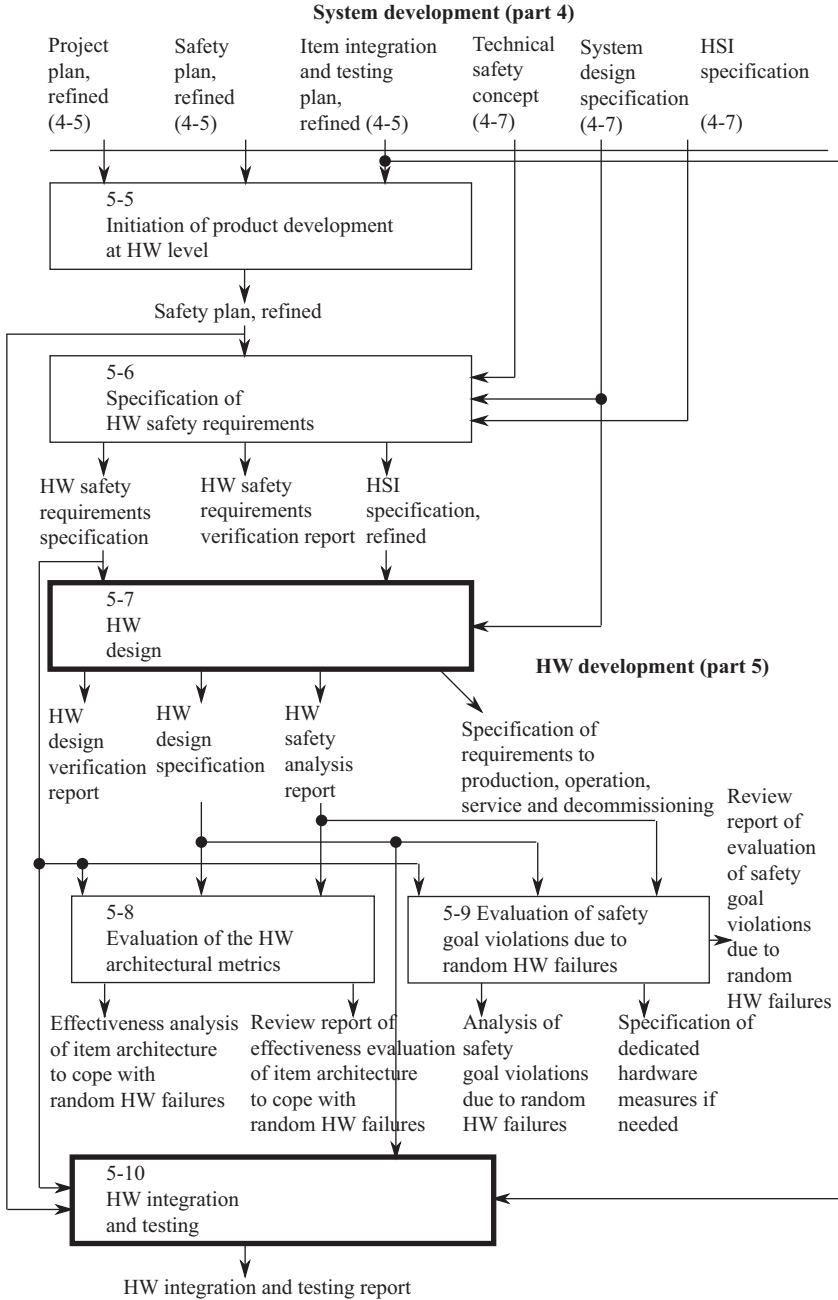 System development (part 4)
Project
plan,
refined
(4-5)
Safety
plan,
refined
(4-5)
Item integration
and testing
plan,
refined (4-5)
Technical
safety
concept
(4-7)
System
design
specification
(4-7)
HSI
specification
(4-7)
5-5
Initiation of product development
at HW level
Safety plan, refined
5-6
Specification of
HW safety requirements
HW safety
requirements
specification
HW safety
requirements
verification report
HSI
specification,
refined
5-7
HW
design
HW development (part 5)
HW
design
verification
report
HW
design
specification
HW
safety
analysis
report
Specification of
requirements to
production, operation,
service and decommissioning
Review
report of
evaluation
of safety
goal
violations
due to
random
HW failures
5-8
Evaluation of the HW
architectural metrics
5-9 Evaluation of safety
goal violations due to
random HW failures
Effectiveness analysis
of item architecture
to cope with
random HW failures
Review report of
effectiveness evaluation
of item architecture
to cope with
random HW failures
Analysis of
safety
goal violations
due to random
HW failures
Specification of
dedicated
hardware
measures if
needed
5-10
HW integration
and testing
HW integration and testing report